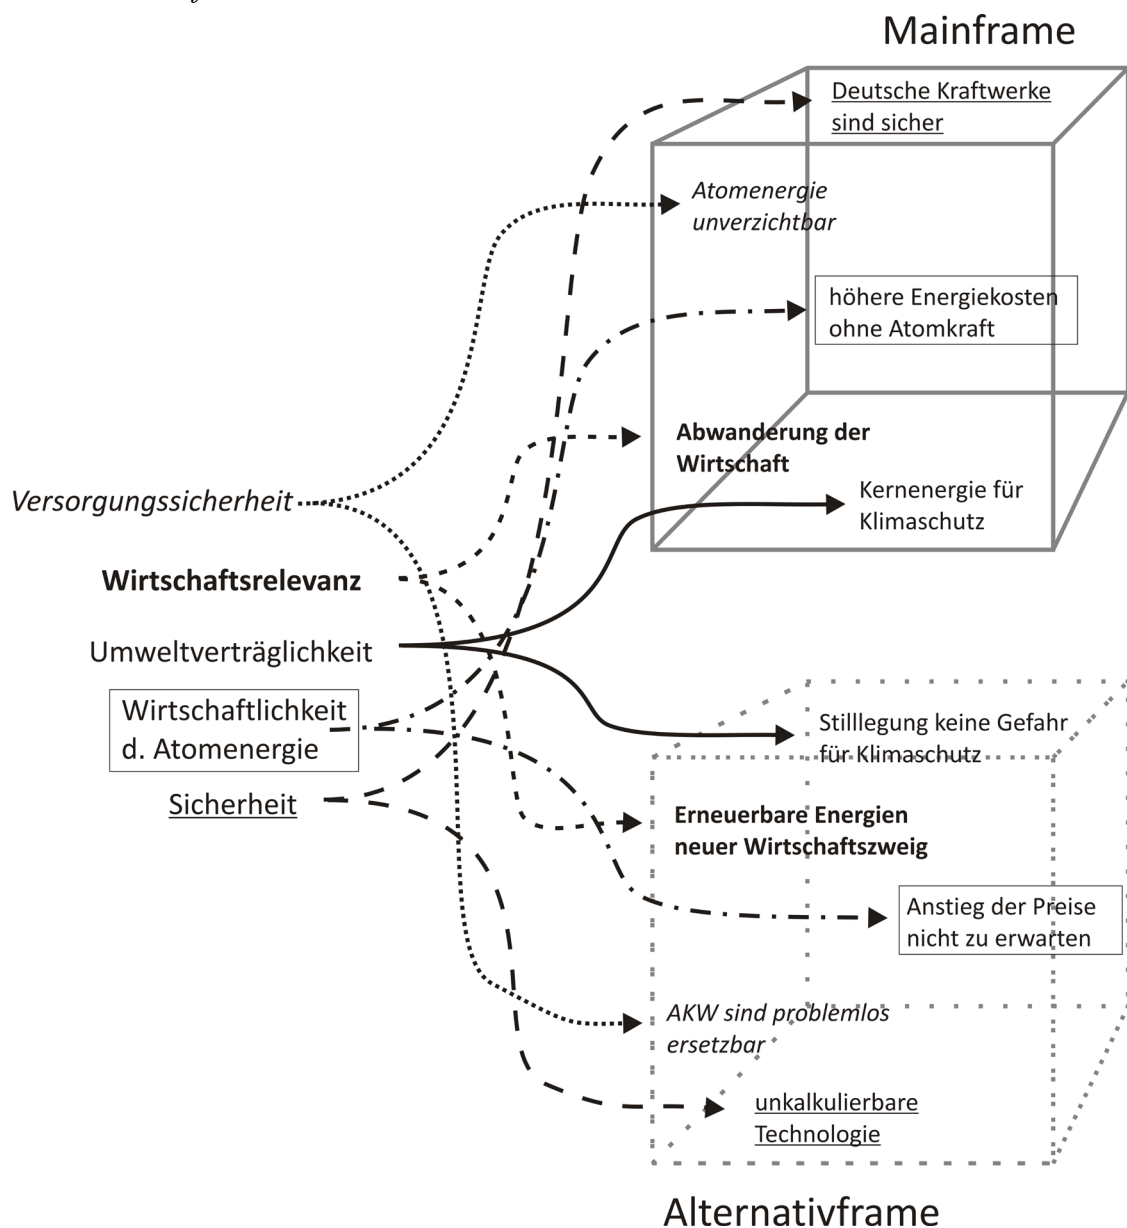 Mainframe
Deutsche Kraftwerke
sind sicher
Atomenergie
unverzichtbar
höhere Energiekosten
ohne Atomkraft
Abwanderung der
Wirtschaft
Kernenergie für
Klimaschutz
Versorgungssicherheit
Wirtschaftsrelevanz
Umweltverträglichkeit
Wirtschaftlichkeit
d. Atomenergie
Sicherheit
Stilllegung keine Gefahr
für Klimaschutz
Erneuerbare Energien
neuer Wirtschaftszweig
Anstieg der Preise
nicht zu erwarten
AKW sind problemlos
ersetzbar
unkalkulierbare
Technologie
Alternativframe